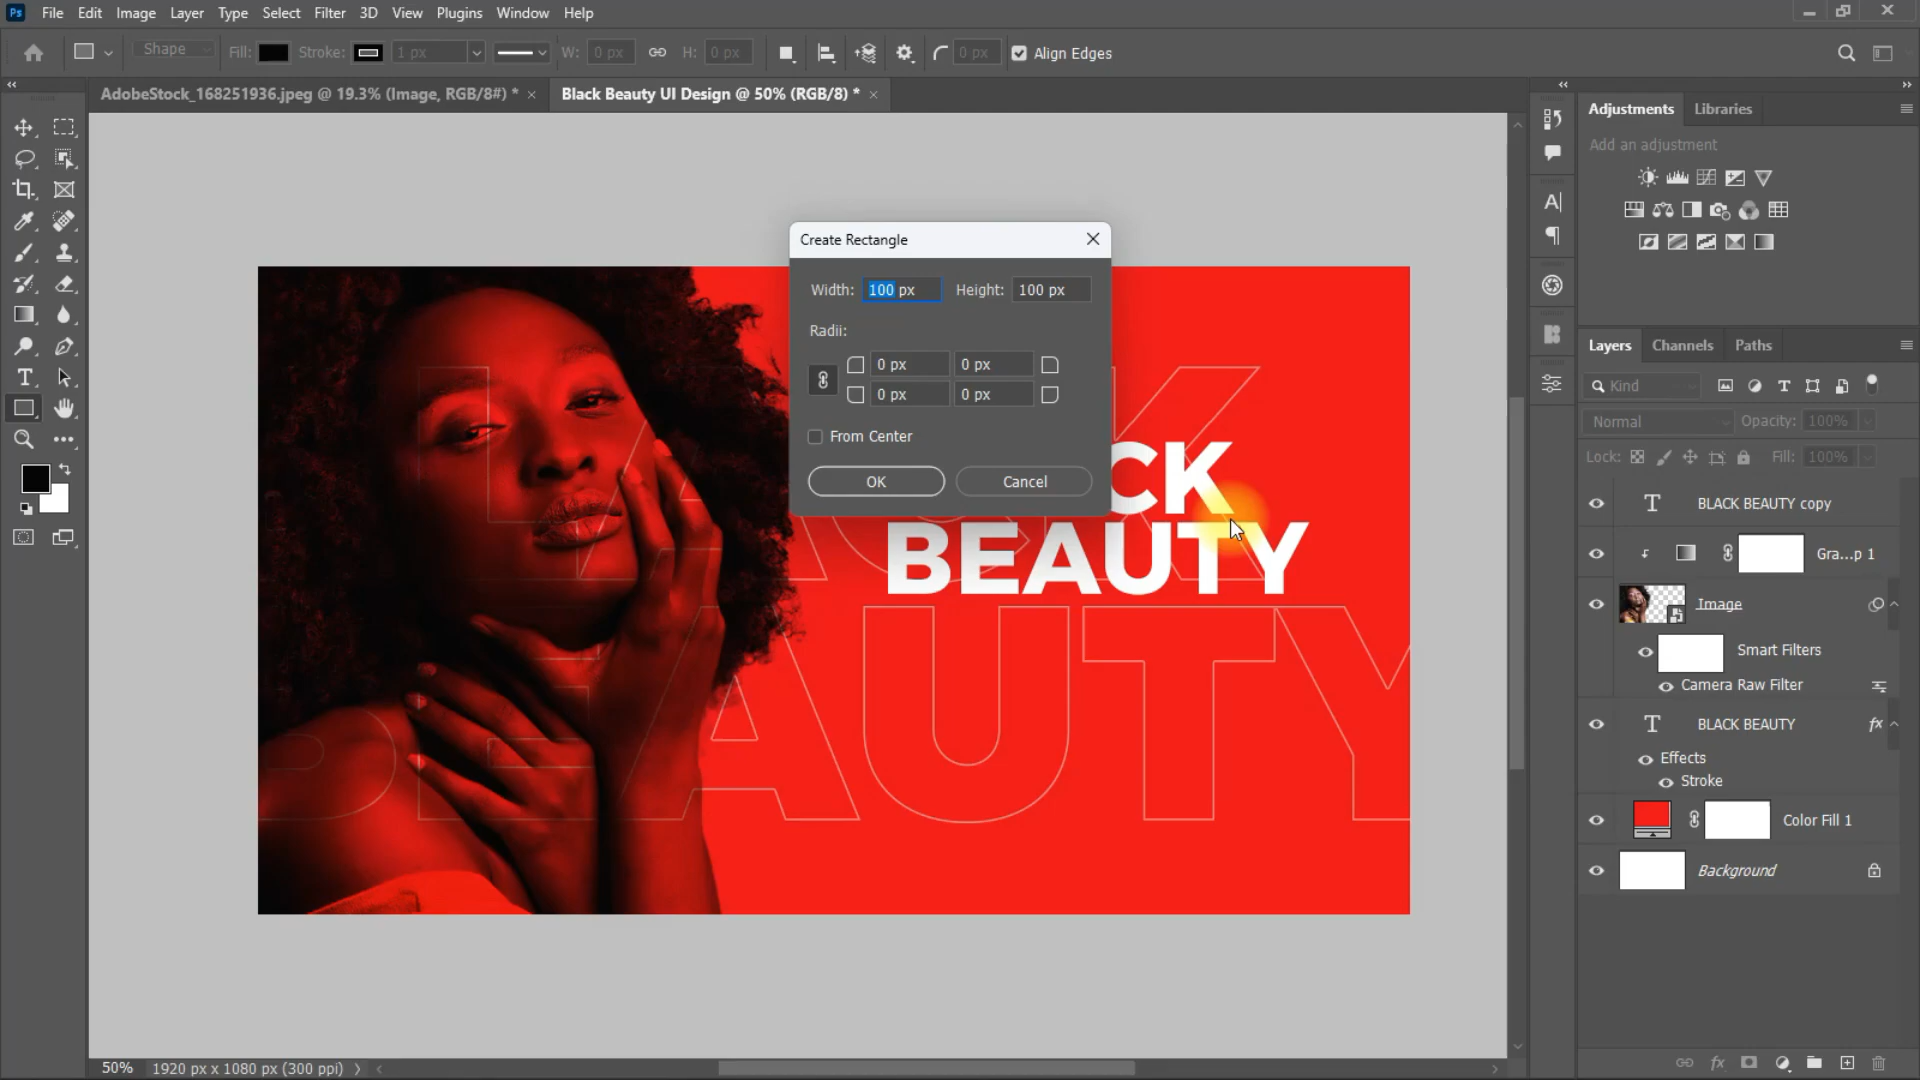 Ps File Edit Image Layer Type Select Filter 3D View Plugins Window Help
Shape Fill: Stroke: 1 px W: 0 px H: 0 px 0 px Align Edges
AdobeStock_168251936.jpeg @ 19.3% (Image, RGB/8#) * ×
Black Beauty UI Design @ 50% (RGB/8) * ×
Create Rectangle
Width: 100 px Height: 100 px
Radii:
0 px 0 px
0 px 0 px
From Center
OK Cancel
CK
BEAUTY
BEAUTY
Adjustments Libraries
Add an adjustment
Layers Channels Paths
Kind
Normal Opacity: 100%
Lock: Fill: 100%
BLACK BEAUTY copy
Gra...p 1
Image
Smart Filters
Camera Raw Filter
BLACK BEAUTY fx
Effects
Stroke
Color Fill 1
Background
50% 1920 px x 1080 px (300 ppi)
fx